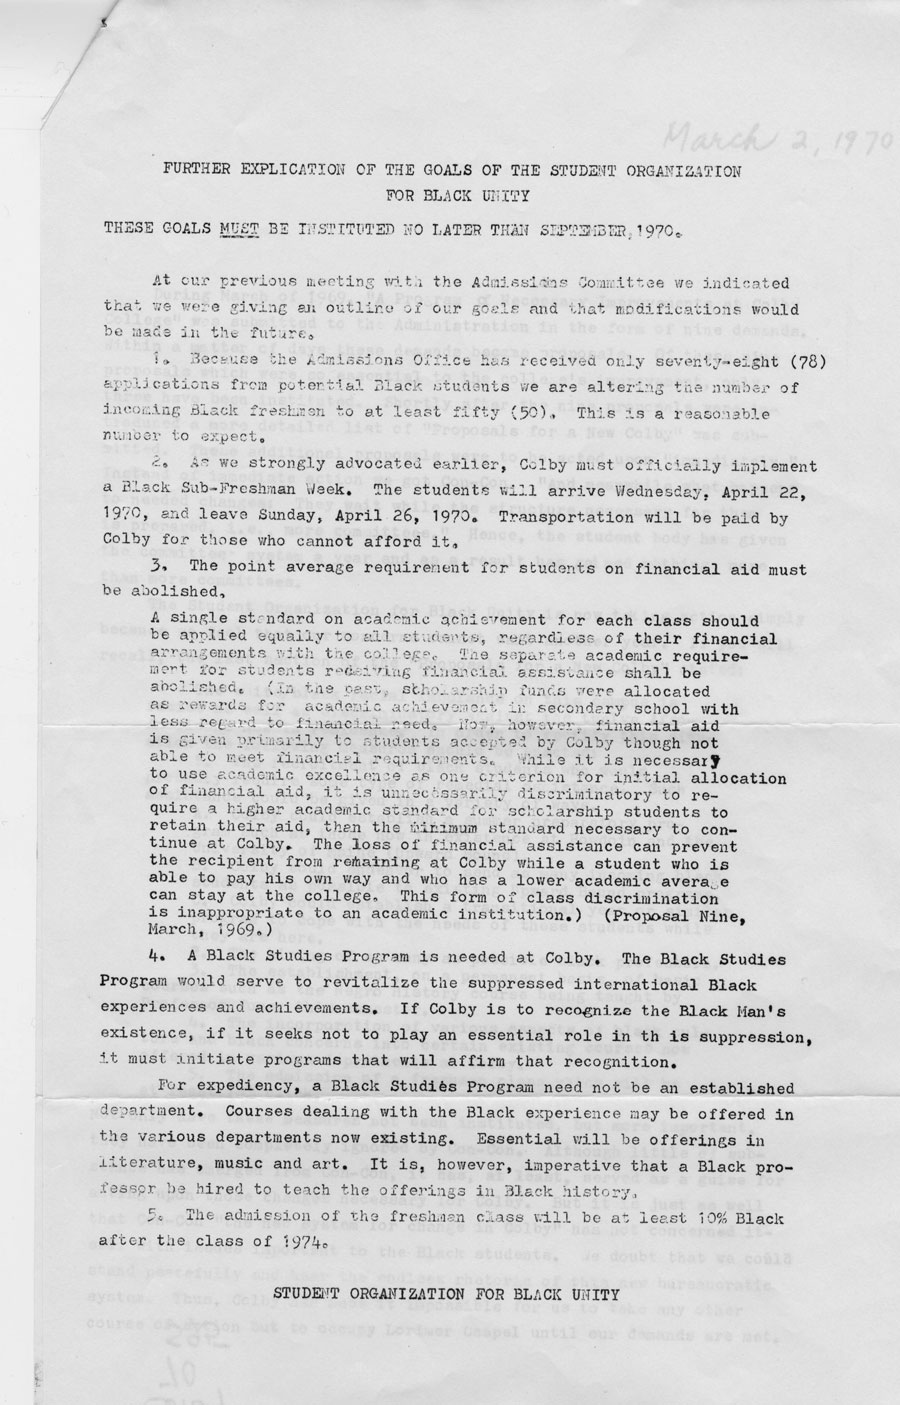 March 2, 1970
FURTHER EXPLICATION OF THE GOALS OF THE STUDENT ORGANIZATION
FOR BLACK UNITY
THESE GOALS MUST BE INSTITUTED NO LATER THAN SEPTEMBER, 1970.
At our previous meeting with the Admissions Committee we indicated
that we were giving an outline of our goals and that modifications would
be made in the future.
1. Because the Admissions Office has received only seventy-eight (78)
applications from potential Black students we are altering the number of
incoming Black freshmen to at least fifty (50). This is a reasonable
number to expect.
2. As we strongly advocated earlier, Colby must officially implement
a Black Sub-Freshman Week. The students will arrive Wednesday, April 22,
1970, and leave Sunday, April 26, 1970. Transportation will be paid by
Colby for those who cannot afford it.
3. The point average requirement for students on financial aid must
be abolished.
A single standard on academic achievement for each class should
be applied equally to all students, regardless of their financial
arrangements with the college. The separate academic require-
ment for students receiving financial assistance shall be
abolished. (In the past, scholarship funds were allocated
as rewards for academic achievement in secondary school with
less regard to financial need. Now, however, financial aid
is given primarily to students accepted by Colby though not
able to meet financial requirements. While it is necessary
to use academic excellence as one criterion for initial allocation
of financial aid, it is unnecessarily discriminatory to re-
quire a higher academic standard for scholarship students to
retain their aid, than the minimum standard necessary to con-
tinue at Colby. The loss of financial assistance can prevent
the recipient from remaining at Colby while a student who is
able to pay his own way and who has a lower academic average
can stay at the college. This form of class discrimination
is inappropriate to an academic institution.) (Proposal Nine,
March, 1969.)
4. A Black Studies Program is needed at Colby. The Black Studies
Program would serve to revitalize the suppressed international Black
experiences and achievements. If Colby is to recognize the Black Man's
existence, if it seeks not to play an essential role in th is suppression,
it must initiate programs that will affirm that recognition.
For expediency, a Black Studies Program need not be an established
department. Courses dealing with the Black experience may be offered in
the various departments now existing. Essential will be offerings in
literature, music and art. It is, however, imperative that a Black pro-
fessor be hired to teach the offerings in Black history.
5. The admission of the freshman class will be at least 10% Black
after the class of 1974.
STUDENT ORGANIZATION FOR BLACK UNITY